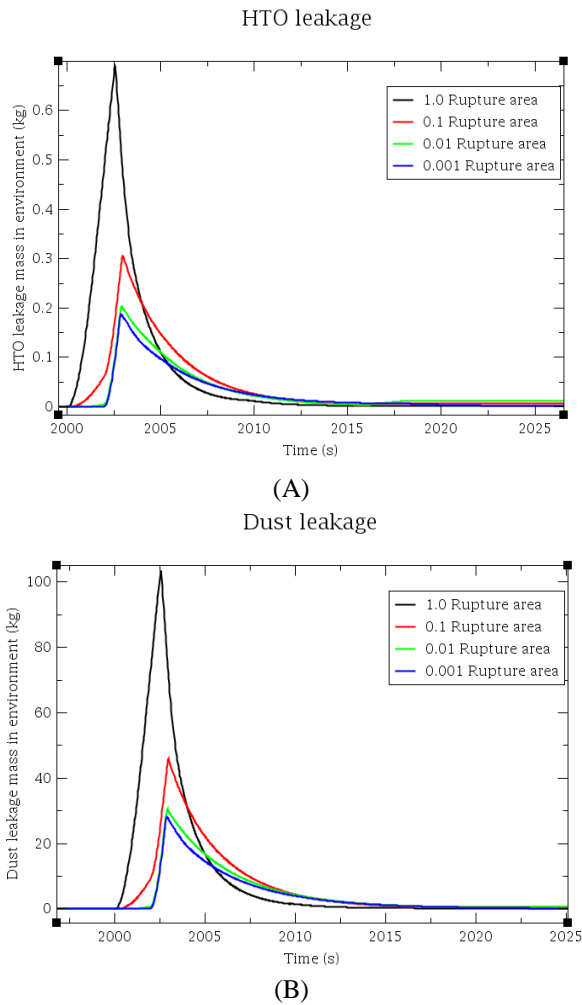 HTO leakage
HTO leakage mass in environment (kg)
0.6
0.5
0.4
0.3
0.2
0.1
0
1.0 Rupture area
0.1 Rupture area
0.01 Rupture area
0.001 Rupture area
2000 2005 2010 2015 2020 2025
Time (s)
(A)
Dust leakage
Dust leakage mass in environment (kg)
100
80
60
40
20
0
1.0 Rupture area
0.1 Rupture area
0.01 Rupture area
0.001 Rupture area
2000 2005 2010 2015 2020 2025
Time (s)
(B)